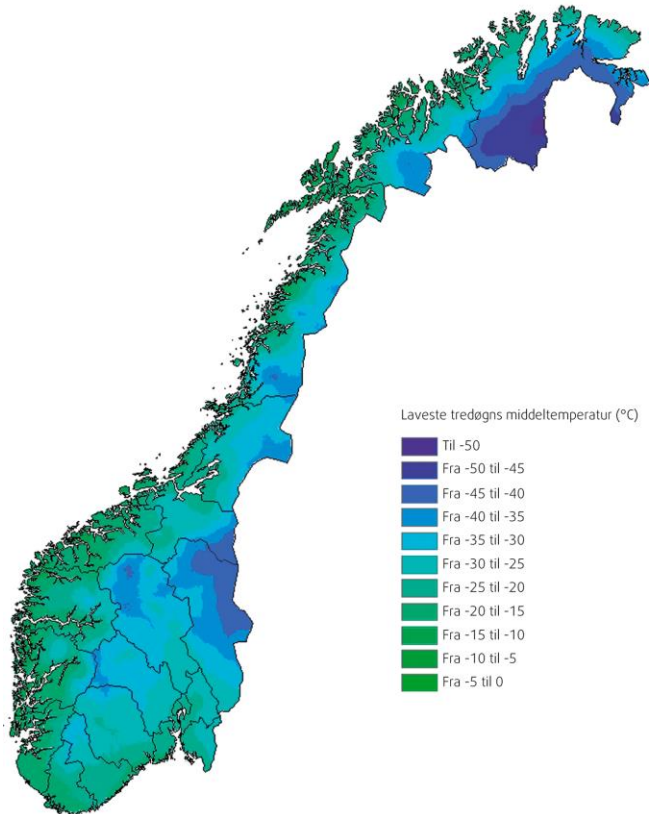 Laveste tredøgns middeltemperatur (°C)
Til -50
Fra -50 til -45
Fra -45 til -40
Fra -40 til -35
Fra -35 til -30
Fra -30 til -25
Fra -25 til -20
Fra -20 til -15
Fra -15 til -10
Fra -10 til -5
Fra -5 til 0